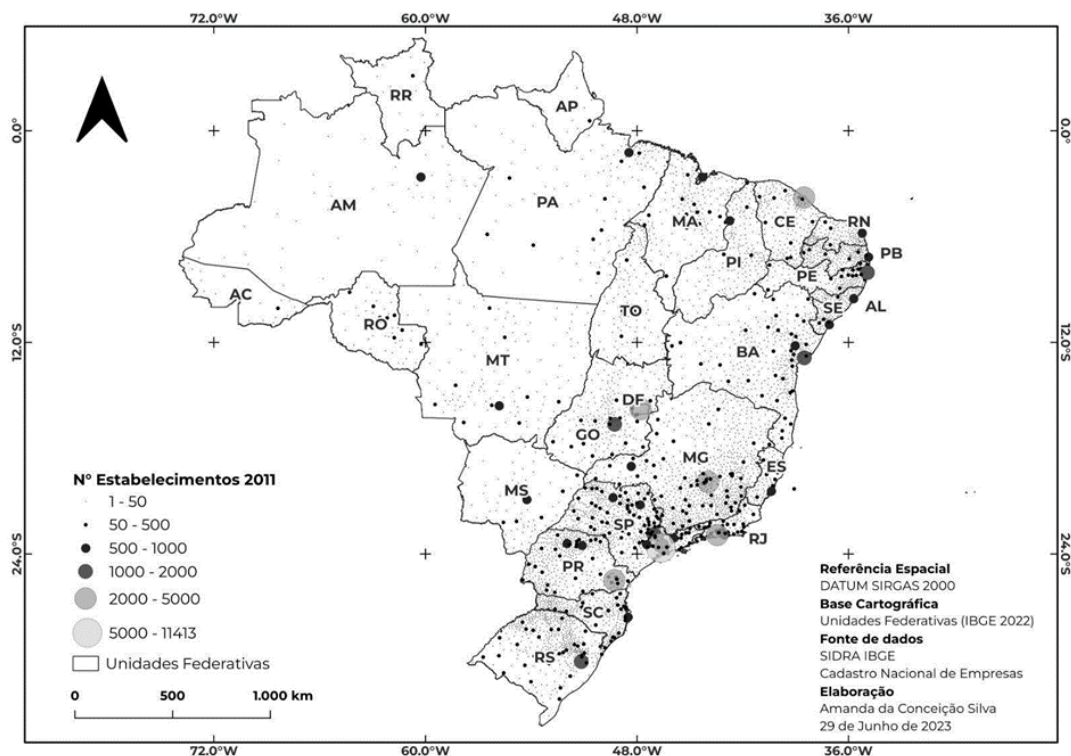 72.0°W 60.0°W 48.0°W 36.0°W
0.0°
12.0°S
24.0°S
0.0°
12.0°S
24.0°S
RR
AP
AM
PA
MA
CE
RN
PB
PI
PE
AC
TO
SE
AL
RO
BA
MT
DF
GO
MG
ES
MS
SP
RJ
PR
SC
RS
N° Estabelecimentos 2011
1 - 50
50 - 500
500 - 1000
1000 - 2000
2000 - 5000
5000 - 11413
Unidades Federativas
0 500 1.000 km
Referência Espacial
DATUM SIRGAS 2000
Base Cartográfica
Unidades Federativas (IBGE 2022)
Fonte de dados
SIDRA IBGE
Cadastro Nacional de Empresas
Elaboração
Amanda da Conceição Silva
29 de Junho de 2023
72.0°W 60.0°W 48.0°W 36.0°W